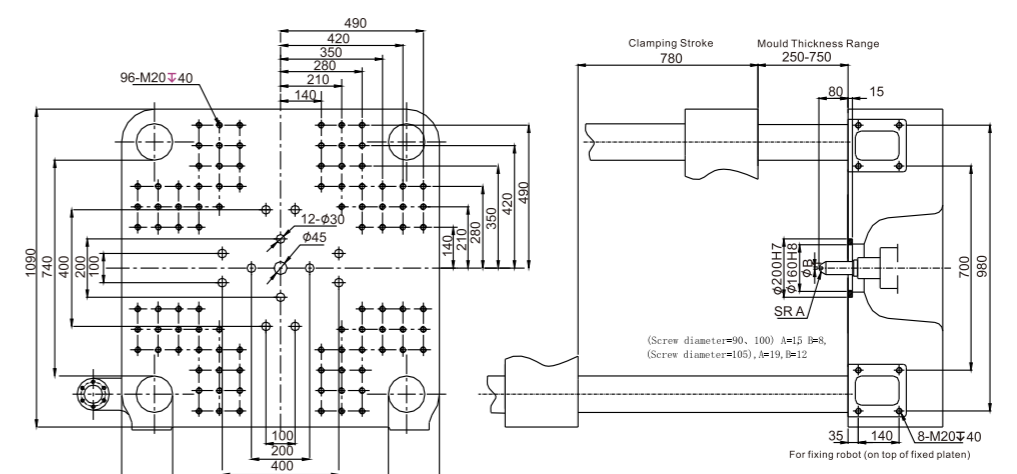 490
420
350
280
210
140
96-M20↧40
1090
740
400
200
100
12-ϕ30
ϕ45
140
210
280
350
420
490
100
200
400
Clamping Stroke
780
Mould Thickness Range
250-750
80
15
ϕ200H7
ϕ160H8
ϕB
SR A
700
980
(Screw diameter=90、100) A=15 B=8,
(Screw diameter=105),A=19,B=12
35
140
8-M20↧40
For fixing robot (on top of fixed platen)